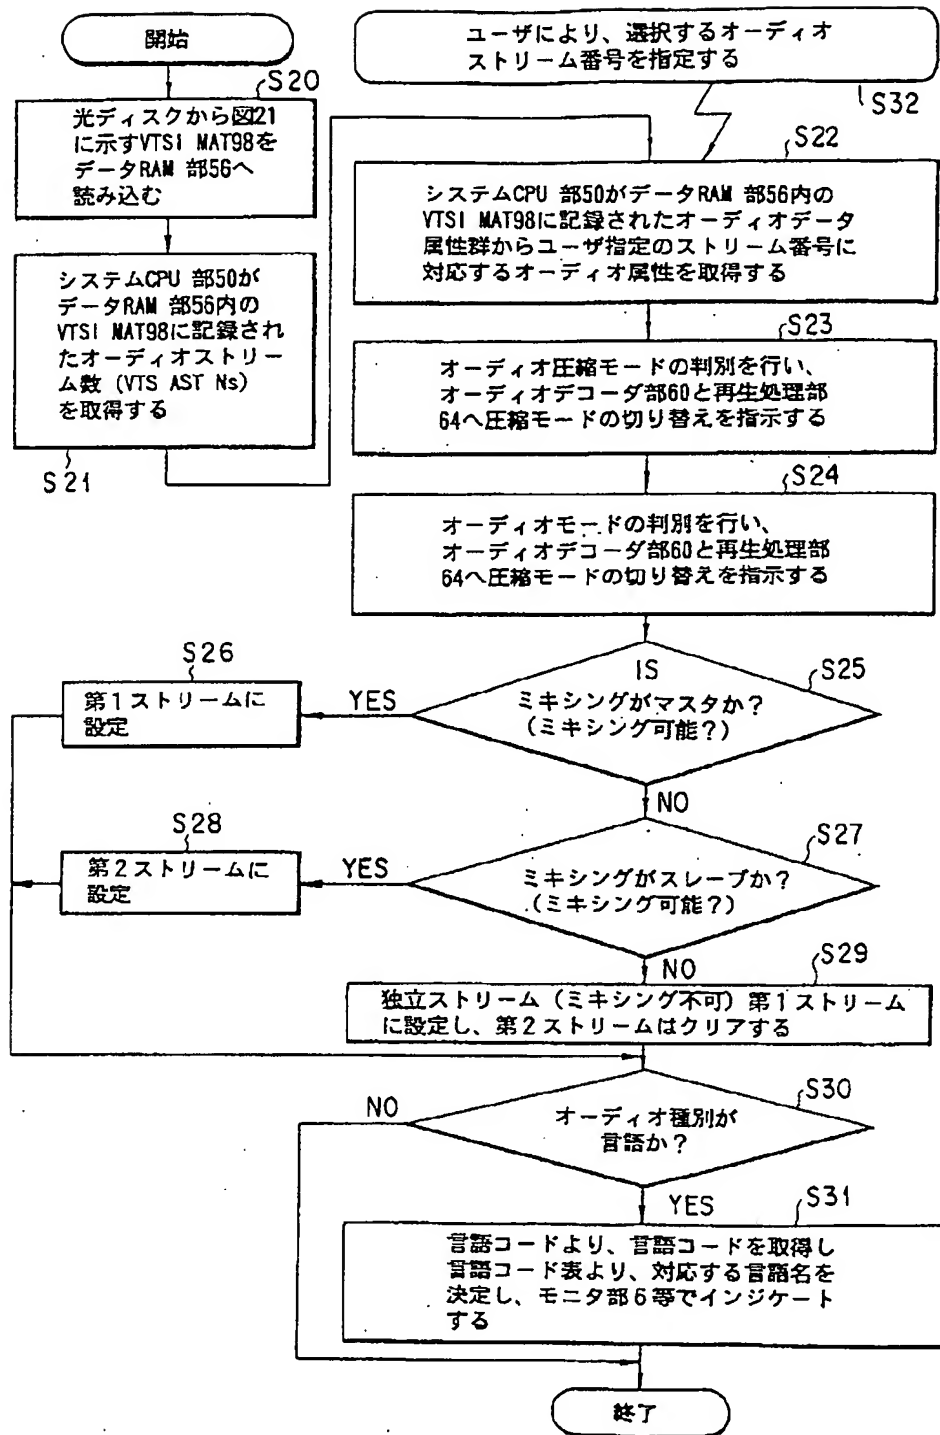 開始
S20
光ディスクから図21
に示すVTSI MAT98を
データRAM 部56へ
読み込む
システムCPU 部50が
データRAM 部56内の
VTSI MAT98に記録され
たオーディオストリー
ム数 (VTS AST Ns)
を取得する
S21
ユーザにより、選択するオーディオ
ストリーム番号を指定する
S32
S22
システムCPU 部50がデータRAM 部56内の
VTSI MAT98に記録されたオーディオデータ
属性群からユーザ指定のストリーム番号に
対応するオーディオ属性を取得する
S23
オーディオ圧縮モードの判別を行い、
オーディオデコーダ部60と再生処理部
64へ圧縮モードの切り替えを指示する
S24
オーディオモードの判別を行い、
オーディオデコーダ部60と再生処理部
64へ圧縮モードの切り替えを指示する
S25
IS
ミキシングがマスタか？
(ミキシング可能？)
YES
S26
第1ストリームに
設定
NO
S27
ミキシングがスレーブか？
(ミキシング可能？)
YES
S28
第2ストリームに
設定
NO
S29
独立ストリーム（ミキシング不可）第1ストリーム
に設定し、第2ストリームはクリアする
S30
オーディオ種別が
言語か？
NO
YES
S31
言語コードより、言語コードを取得し
言語コード表より、対応する言語名を
決定し、モニタ部6等でインジケート
する
終了